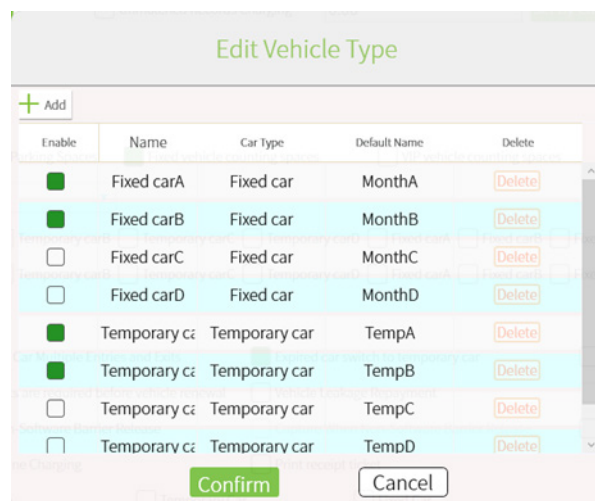 Edit Vehicle Type
+ Add
Enable Name Car Type Default Name Delete
Fixed carA Fixed car MonthA Delete
Fixed carB Fixed car MonthB Delete
Fixed carC Fixed car MonthC Delete
Fixed carD Fixed car MonthD Delete
Temporary ca Temporary car TempA Delete
Temporary ca Temporary car TempB Delete
Temporary ca Temporary car TempC Delete
Temporary ca Temporary car TempD Delete
Confirm Cancel